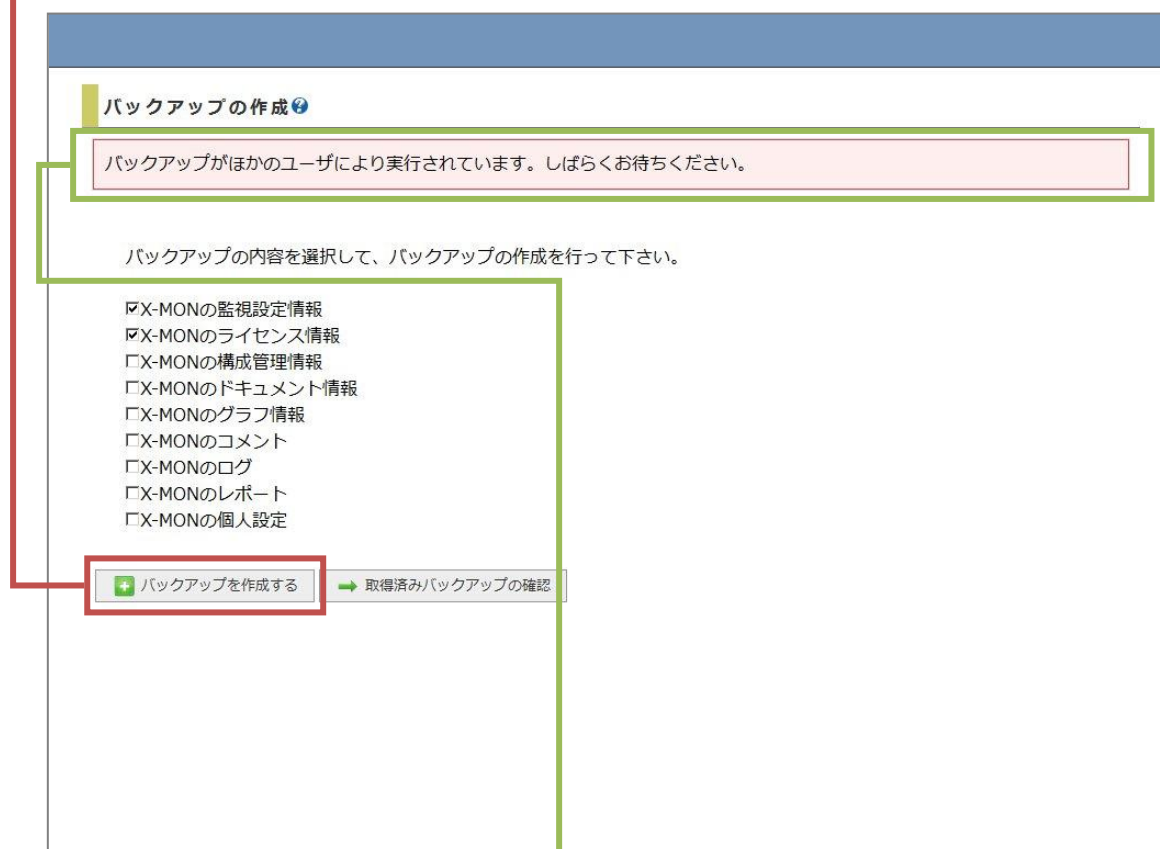 バックアップの作成
バックアップがほかのユーザにより実行されています。しばらくお待ちください。
バックアップの内容を選択して、バックアップの作成を行って下さい。
X-MONの監視設定情報
X-MONのライセンス情報
X-MONの構成管理情報
X-MONのドキュメント情報
X-MONのグラフ情報
X-MONのコメント
X-MONのログ
X-MONのレポート
X-MONの個人設定
バックアップを作成する 取得済みバックアップの確認